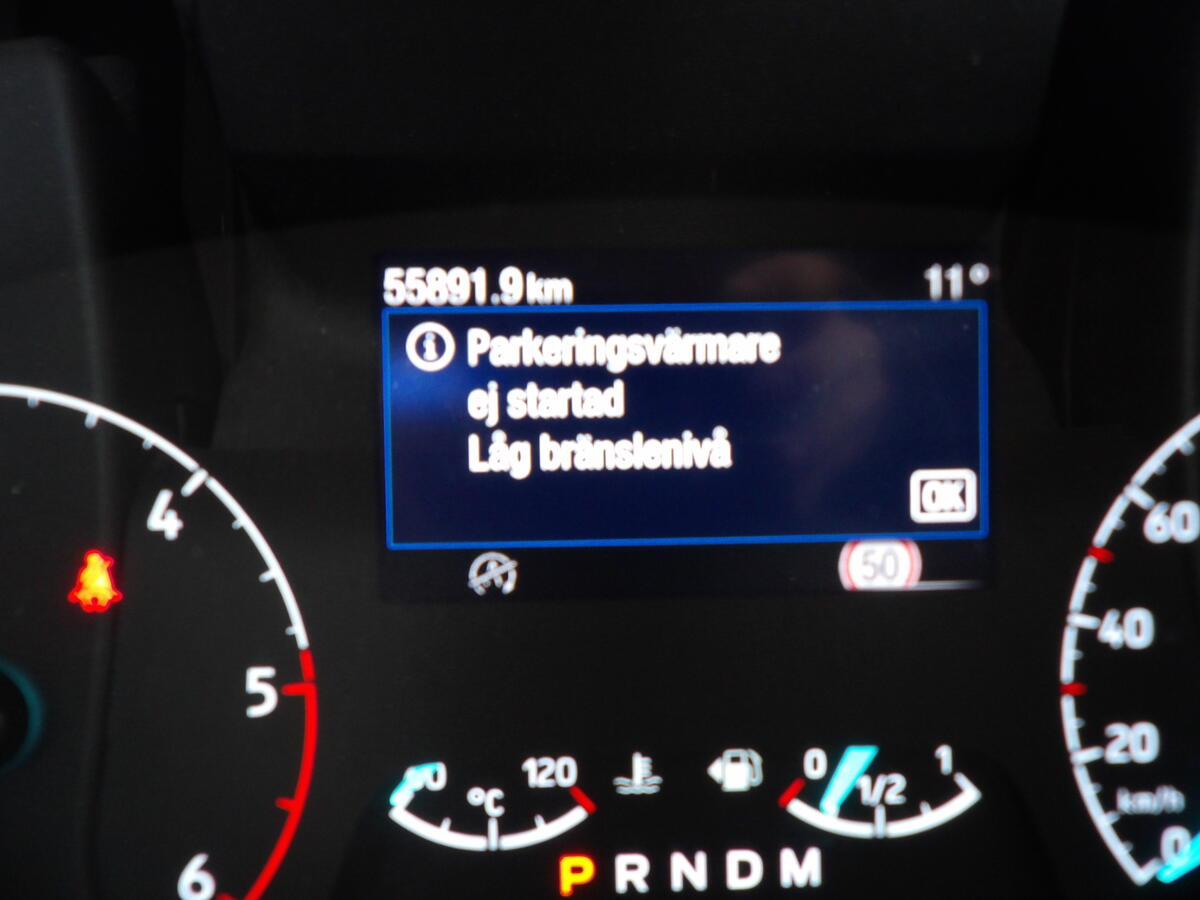 55891.9 km 11°
Parkeringsvärmare
ej startad
Låg bränslenivå
OK
50
4
5
6
60
40
20
km/h
0
120
°C
0 1/2 1
P R N D M